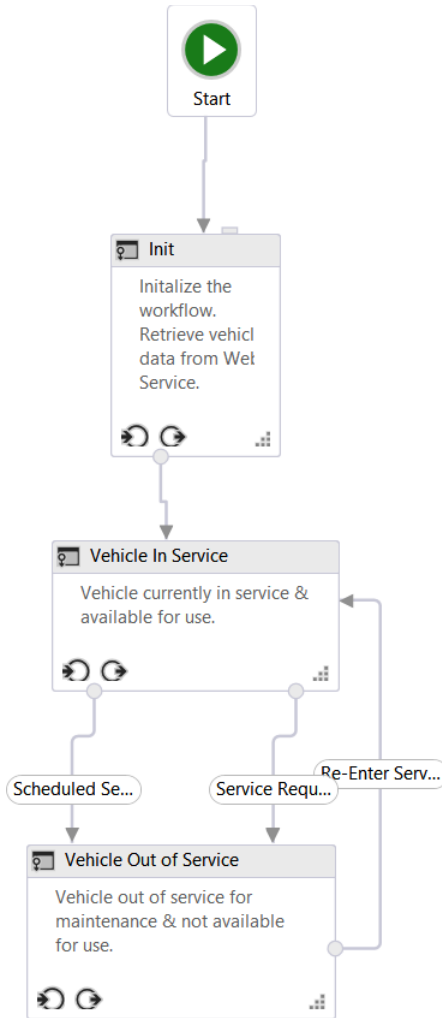 Start
Init
Initalize the
workflow.
Retrieve vehicl
data from Web
Service.
Vehicle In Service
Vehicle currently in service &
available for use.
Scheduled Se...
Service Requ...
Re-Enter Serv...
Vehicle Out of Service
Vehicle out of service for
maintenance & not available
for use.